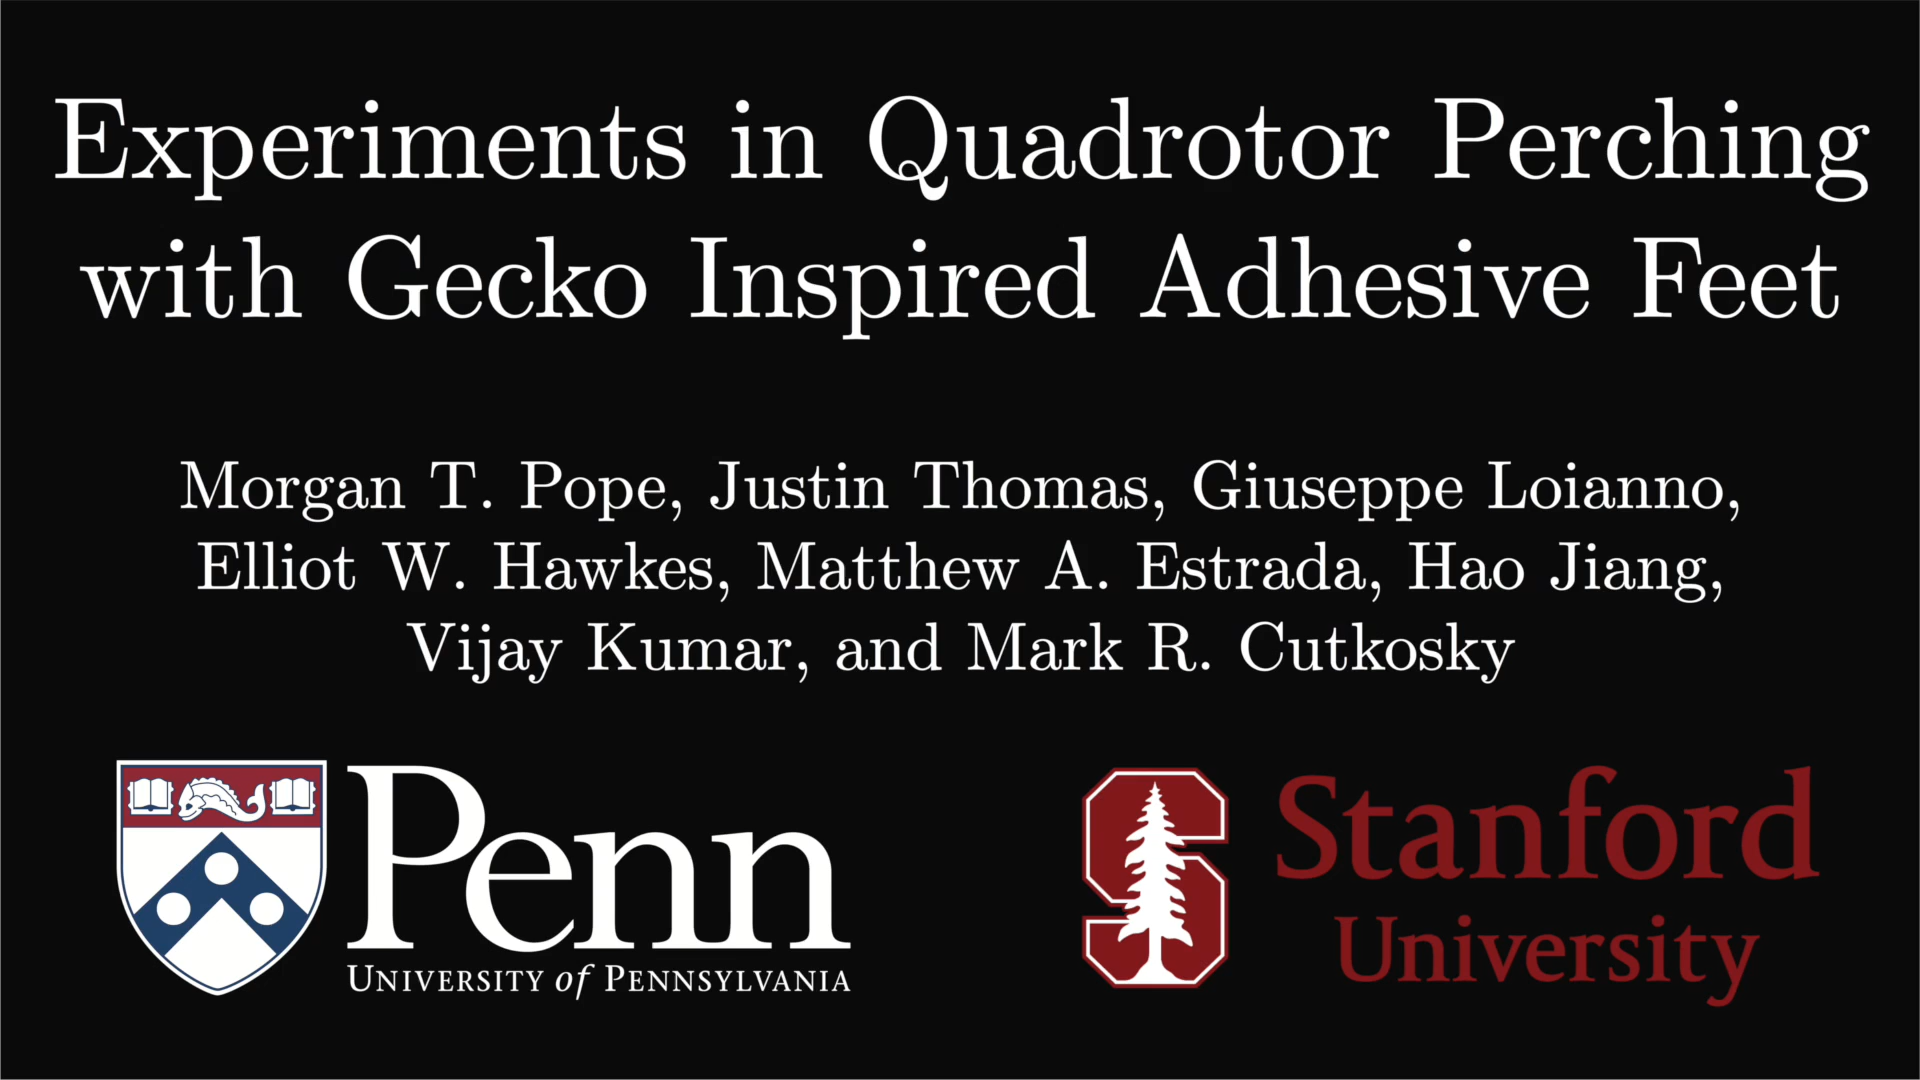 Experiments in Quadrotor Perching
with Gecko Inspired Adhesive Feet
Morgan T. Pope, Justin Thomas, Giuseppe Loianno,
Elliot W. Hawkes, Matthew A. Estrada, Hao Jiang,
Vijay Kumar, and Mark R. Cutkosky
Penn
UNIVERSITY of PENNSYLVANIA
S
Stanford
University